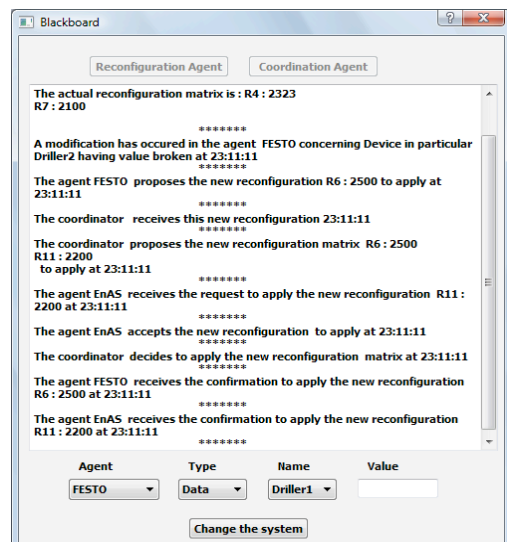 Blackboard
Reconfiguration Agent Coordination Agent
The actual reconfiguration matrix is : R4 : 2323
R7 : 2100
*******
A modification has occured in the agent FESTO concerning Device in particular
Driller2 having value broken at 23:11:11
*******
The agent FESTO proposes the new reconfiguration R6 : 2500 to apply at
23:11:11
*******
The coordinator receives this new reconfiguration 23:11:11
*******
The coordinator proposes the new reconfiguration matrix R6 : 2500
R11 : 2200
to apply at 23:11:11
*******
The agent EnAS receives the request to apply the new reconfiguration R11 :
2200 at 23:11:11
*******
The agent EnAS accepts the new reconfiguration to apply at 23:11:11
*******
The coordinator decides to apply the new reconfiguration matrix at 23:11:11
*******
The agent FESTO receives the confirmation to apply the new reconfiguration
R6 : 2500 at 23:11:11
*******
The agent EnAS receives the confirmation to apply the new reconfiguration
R11 : 2200 at 23:11:11
*******
Agent Type Name Value
FESTO Data Driller1
Change the system